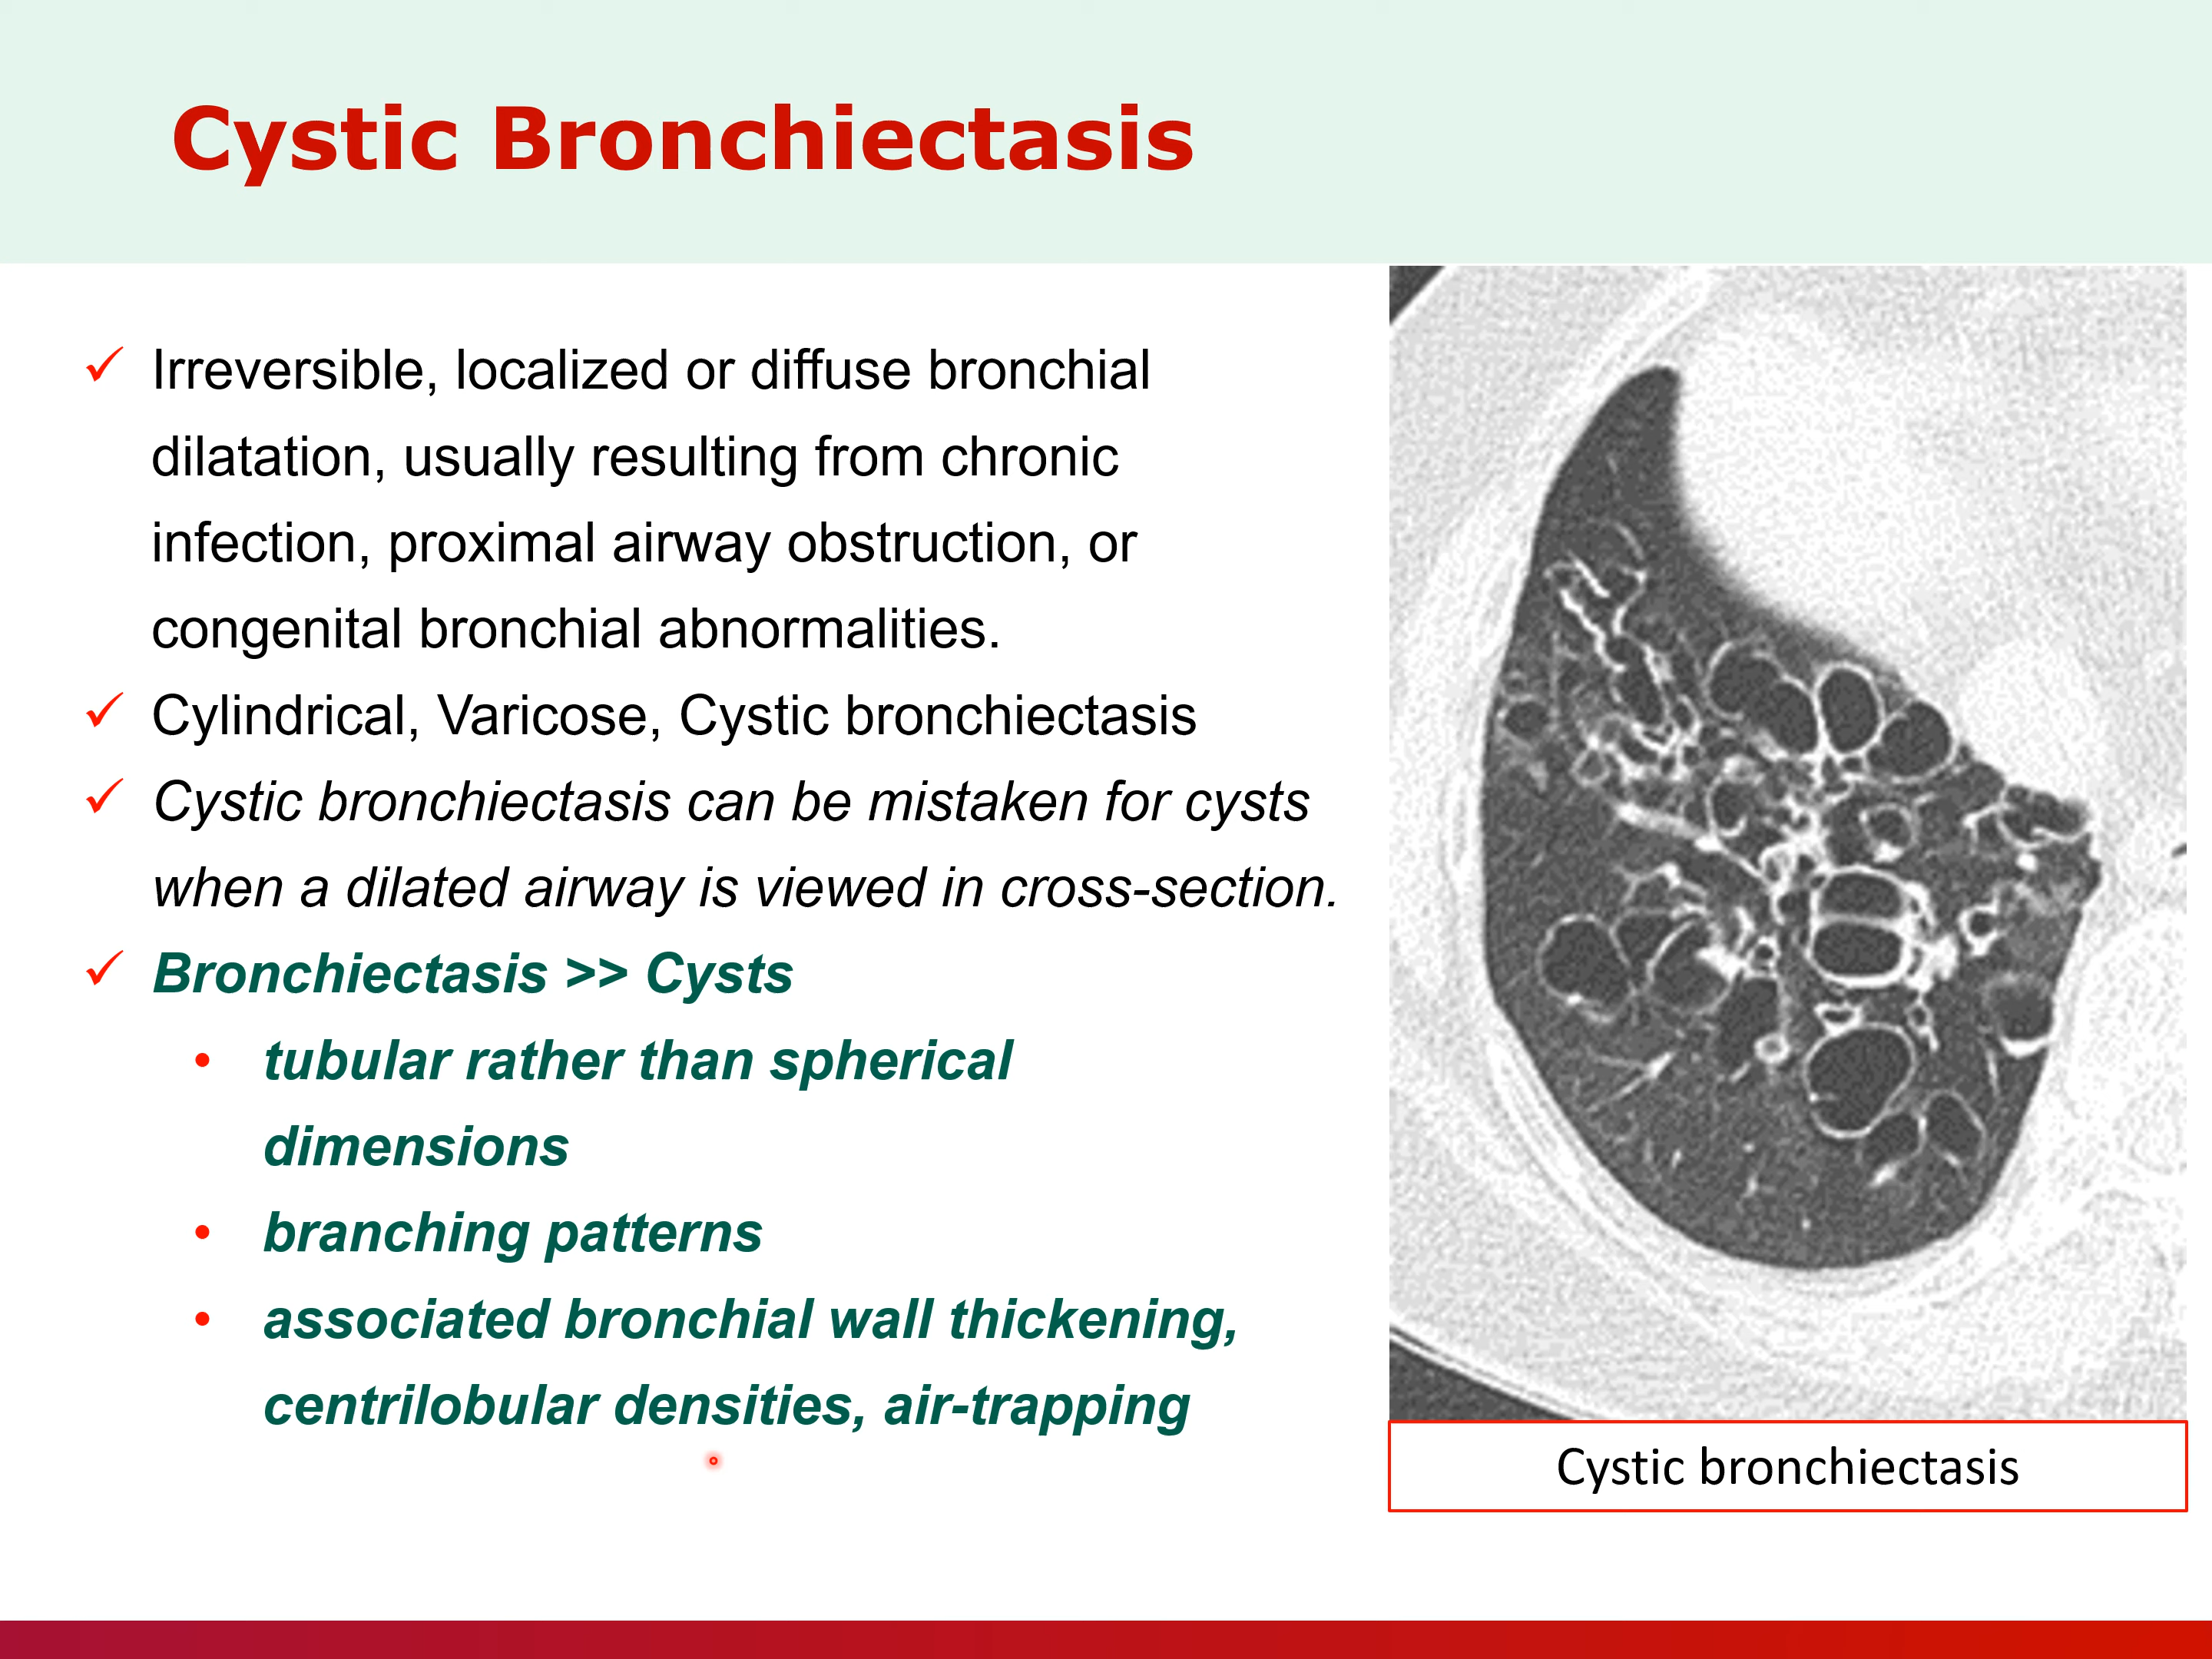 Cystic Bronchiectasis
✓ Irreversible, localized or diffuse bronchial
dilatation, usually resulting from chronic
infection, proximal airway obstruction, or
congenital bronchial abnormalities.
✓ Cylindrical, Varicose, Cystic bronchiectasis
✓ Cystic bronchiectasis can be mistaken for cysts
when a dilated airway is viewed in cross-section.
✓ Bronchiectasis >> Cysts
• tubular rather than spherical
dimensions
• branching patterns
• associated bronchial wall thickening,
centrilobular densities, air-trapping
Cystic bronchiectasis